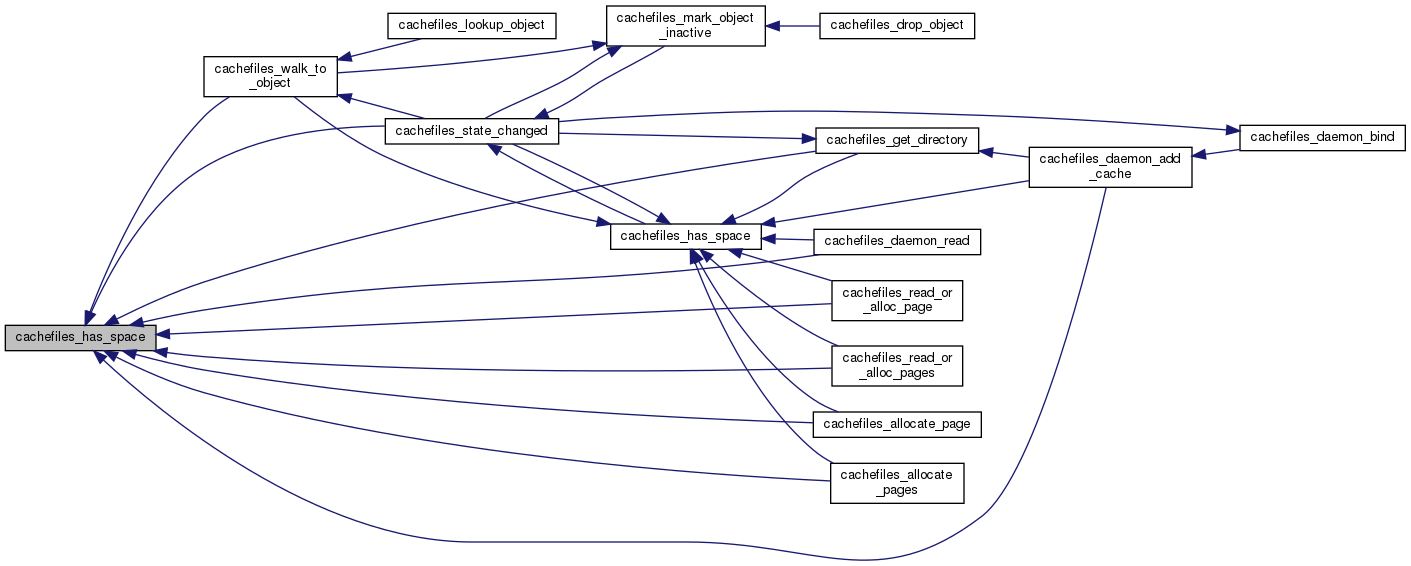 cachefiles_lookup_object
cachefiles_mark_object
_inactive
cachefiles_drop_object
cachefiles_walk_to
_object
cachefiles_state_changed
cachefiles_get_directory
cachefiles_daemon_bind
cachefiles_daemon_add
_cache
cachefiles_has_space
cachefiles_daemon_read
cachefiles_read_or
_alloc_page
cachefiles_has_space
cachefiles_read_or
_alloc_pages
cachefiles_allocate_page
cachefiles_allocate
_pages